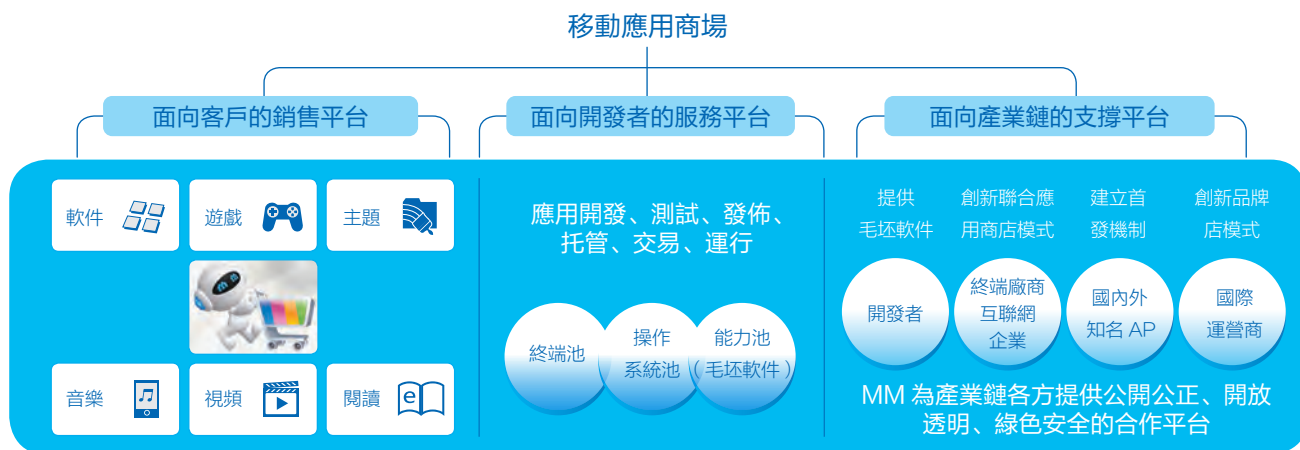 移動應用商場
面向客戶的銷售平台
面向開發者的服務平台
面向產業鏈的支撐平台
軟件
遊戲
主題
音樂
視頻
閱讀
e
應用開發、測試、發佈、
托管、交易、運行
終端池
操作
系統池
能力池
(毛坯軟件)
提供
毛坯軟件
創新聯合應
用商店模式
建立首
發機制
創新品牌
店模式
開發者
終端廠商
互聯網
企業
國內外
知名 AP
國際
運營商
MM 為產業鏈各方提供公開公正、開放
透明、綠色安全的合作平台